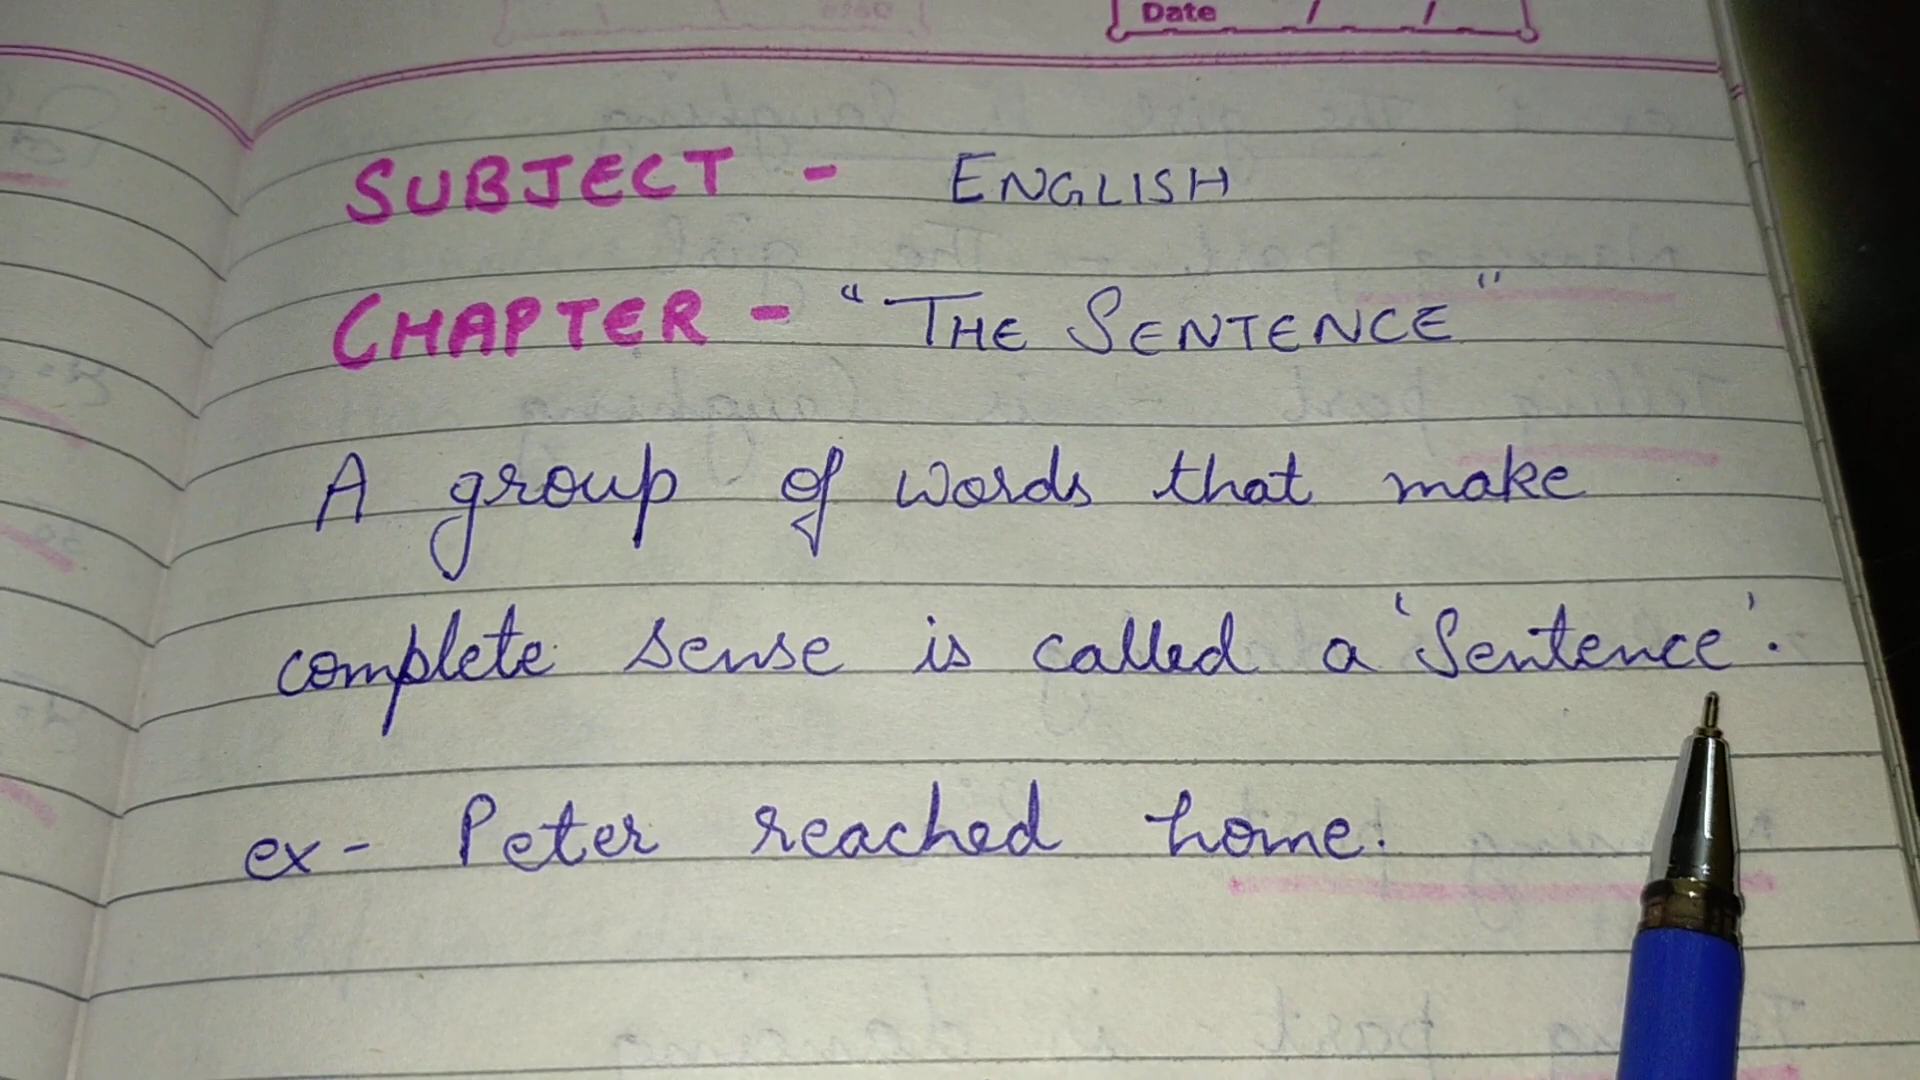 Date / /
SUBJECT - ENGLISH
CHAPTER - "THE SENTENCE"
A group of words that make
complete sense is called a 'Sentence'.
ex- Peter reached home.